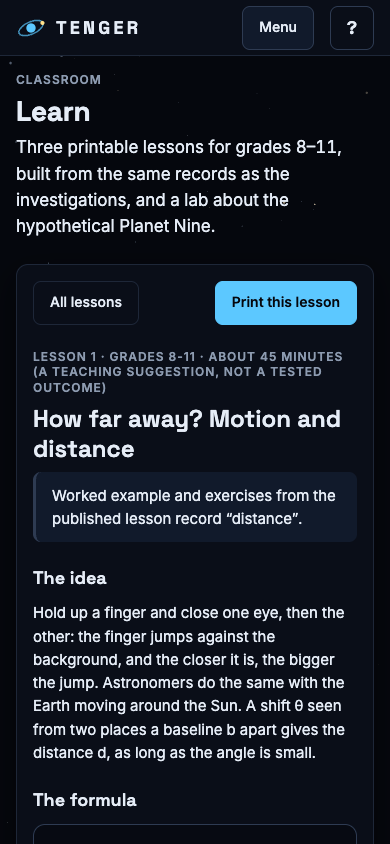 TENGER
Menu
?
CLASSROOM
Learn
Three printable lessons for grades 8–11,
built from the same records as the
investigations, and a lab about the
hypothetical Planet Nine.
All lessons
Print this lesson
LESSON 1 · GRADES 8-11 · ABOUT 45 MINUTES
(A TEACHING SUGGESTION, NOT A TESTED
OUTCOME)
How far away? Motion and
distance
Worked example and exercises from the
published lesson record “distance”.
The idea
Hold up a finger and close one eye, then the
other: the finger jumps against the
background, and the closer it is, the bigger
the jump. Astronomers do the same with the
Earth moving around the Sun. A shift θ seen
from two places a baseline b apart gives the
distance d, as long as the angle is small.
The formula